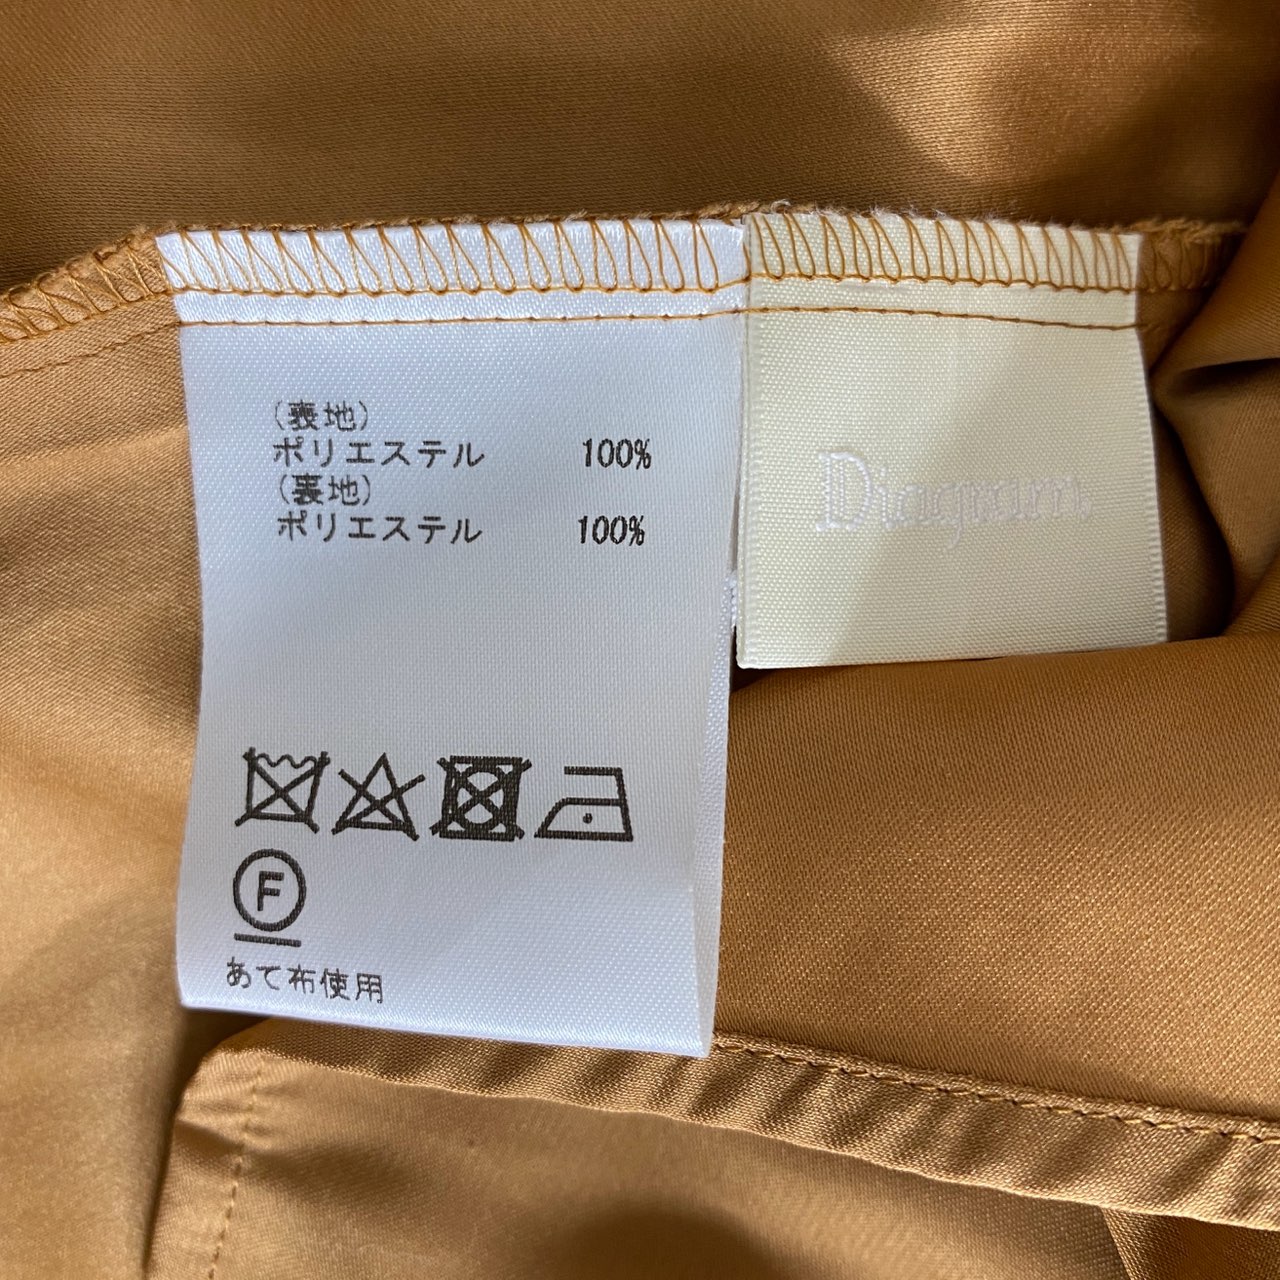 (表地)
ポリエステル 100%
(裏地)
ポリエステル 100%
F
あて布使用
Diagram